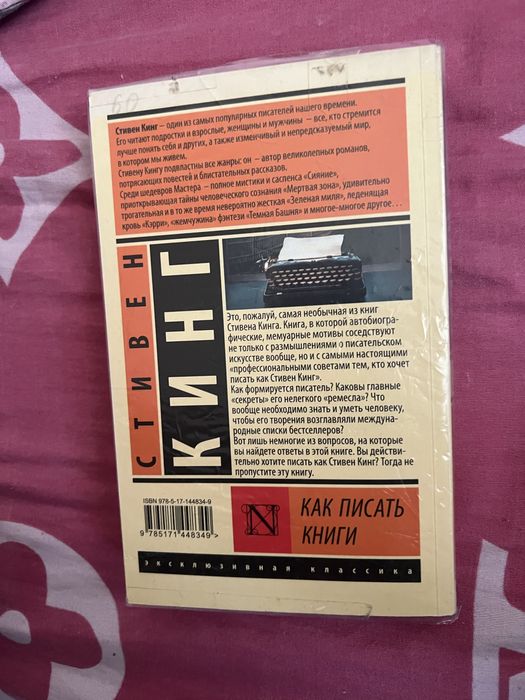 60
Стивен Кинг – один из самых популярных писателей нашего времени.
Его читают подростки и взрослые, женщины и мужчины – все, кто стремится
лучше понять себя и других, а также изменчивый и непредсказуемый мир,
в котором мы живем.
Стивену Кингу подвластны все жанры: он – автор великолепных романов,
потрясающих повестей и блистательных рассказов.
Среди шедевров Мастера – полное мистики и саспенса «Сияние»,
приоткрывающая тайны человеческого сознания «Мертвая зона», удивительно
трогательная и в то же время невероятно жесткая «Зеленая миля», леденящая
кровь «Кэрри», «жемчужина» фэнтези «Темная Башня» и многое-многое другое…
СТИВЕН
КИНГ
Это, пожалуй, самая необычная из книг
Стивена Кинга. Книга, в которой автобиогра-
фические, мемуарные мотивы соседствуют
не только с размышлениями о писательском
искусстве вообще, но и с самыми настоящими
«профессиональными советами тем, кто хочет
писать как Стивен Кинг».
Как формируется писатель? Каковы главные
«секреты» его нелегкого «ремесла»? Что
вообще необходимо знать и уметь человеку,
чтобы его творения возглавляли междуна-
родные списки бестселлеров?
Вот лишь немногие из вопросов, на которые
вы найдете ответы в этой книге. Вы действи-
тельно хотите писать как Стивен Кинг? Тогда не
пропустите эту книгу.
ISBN 978-5-17-144834-9
9 785171 448349 >
N
КАК ПИСАТЬ
КНИГИ
эксклюзивная классика